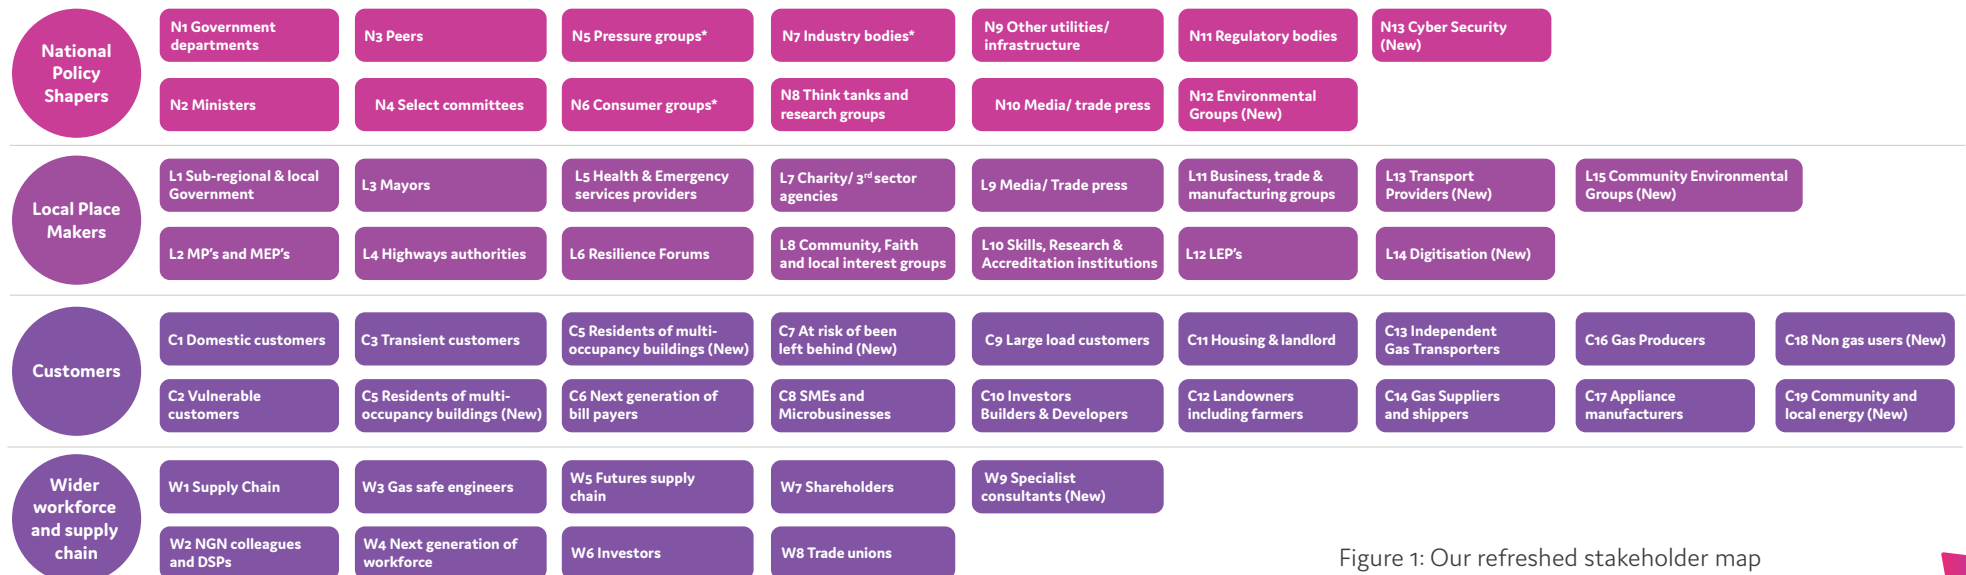 National
Policy
Shapers
N1 Government
departments
N3 Peers
N5 Pressure groups*
N7 Industry bodies*
N9 Other utilities/
infrastructure
N11 Regulatory bodies
N13 Cyber Security
(New)
N2 Ministers
N4 Select committees
N6 Consumer groups*
N8 Think tanks and
research groups
N10 Media/ trade press
N12 Environmental
Groups (New)
Local Place
Makers
L1 Sub-regional & local
Government
L3 Mayors
L5 Health & Emergency
services providers
L7 Charity/ 3rd sector
agencies
L9 Media/ Trade press
L11 Business, trade &
manufacturing groups
L13 Transport
Providers (New)
L15 Community Environmental
Groups (New)
L2 MP's and MEP's
L4 Highways authorities
L6 Resilience Forums
L8 Community, Faith
and local interest groups
L10 Skills, Research &
Accreditation institutions
L12 LEP's
L14 Digitisation (New)
Customers
C1 Domestic customers
C3 Transient customers
C5 Residents of multi-
occupancy buildings (New)
C7 At risk of been
left behind (New)
C9 Large load customers
C11 Housing & landlord
C13 Independent
Gas Transporters
C16 Gas Producers
C18 Non gas users (New)
C2 Vulnerable
customers
C5 Residents of multi-
occupancy buildings (New)
C6 Next generation of
bill payers
C8 SMEs and
Microbusinesses
C10 Investors
Builders & Developers
C12 Landowners
including farmers
C14 Gas Suppliers
and shippers
C17 Appliance
manufacturers
C19 Community and
local energy (New)
Wider
workforce
and supply
chain
W1 Supply Chain
W3 Gas safe engineers
W5 Futures supply
chain
W7 Shareholders
W9 Specialist
consultants (New)
W2 NGN colleagues
and DSPs
W4 Next generation of
workforce
W6 Investors
W8 Trade unions
Figure 1: Our refreshed stakeholder map